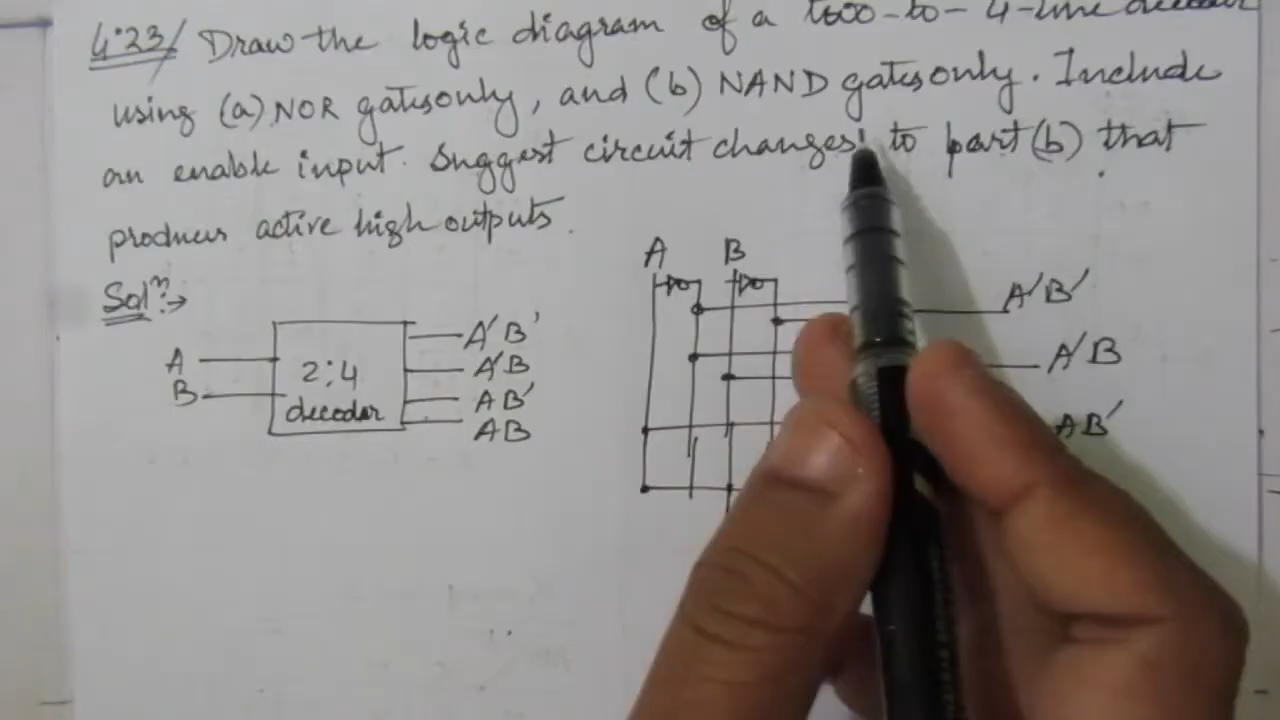 4.23/ Draw the logic diagram of a two-to-4-line decoder
using (a) NOR gates only, and (b) NAND gates only. Include
an enable input. Suggest circuit changes to part (b) that
produces active high outputs.
Solⁿ:→
A
B
2:4
decoder
A'B'
A'B
AB'
AB
A B
A'B'
A'B
AB'